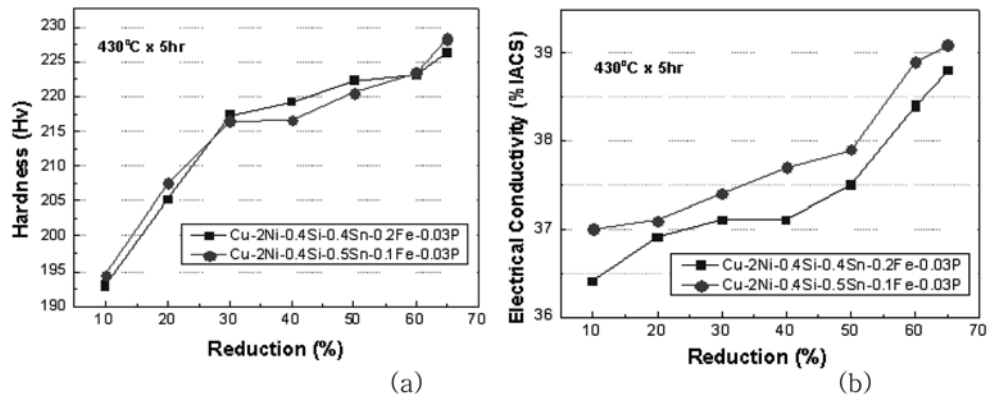 230
225
220
215
210
205
200
195
190
Hardness (Hv)
430°C x 5hr
Cu-2Ni-0.4Si-0.4Sn-0.2Fe-0.03P
Cu-2Ni-0.4Si-0.5Sn-0.1Fe-0.03P
10 20 30 40 50 60 70
Reduction (%)
(a)
39
38
37
36
Electrical Conductivity (% IACS)
430°C x 5hr
Cu-2Ni-0.4Si-0.4Sn-0.2Fe-0.03P
Cu-2Ni-0.4Si-0.5Sn-0.1Fe-0.03P
10 20 30 40 50 60 70
Reduction (%)
(b)